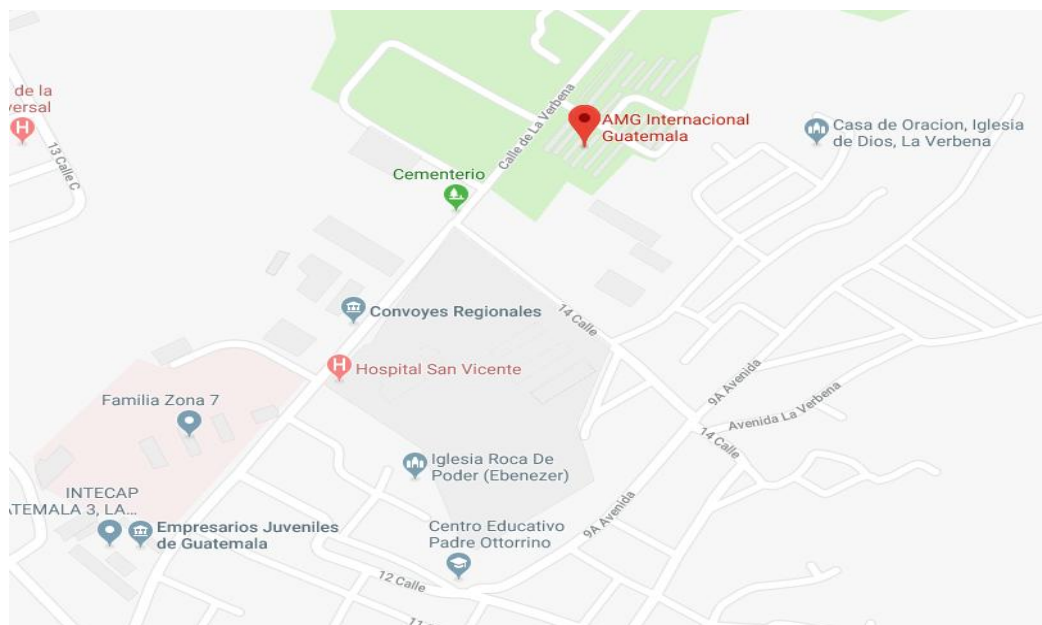 de la
versal
H
13 Calle C
Calle de La Verbena
AMG Internacional
Guatemala
Casa de Oracion, Iglesia
de Dios, La Verbena
Cementerio
Convoyes Regionales
14 Calle
H
Hospital San Vicente
9A Avenida
Avenida La Verbena
14 Calle
Familia Zona 7
Iglesia Roca De
Poder (Ebenezer)
INTECAP
TEMALA 3, LA...
Empresarios Juveniles
de Guatemala
Centro Educativo
Padre Ottorrino
9A Avenida
12 Calle